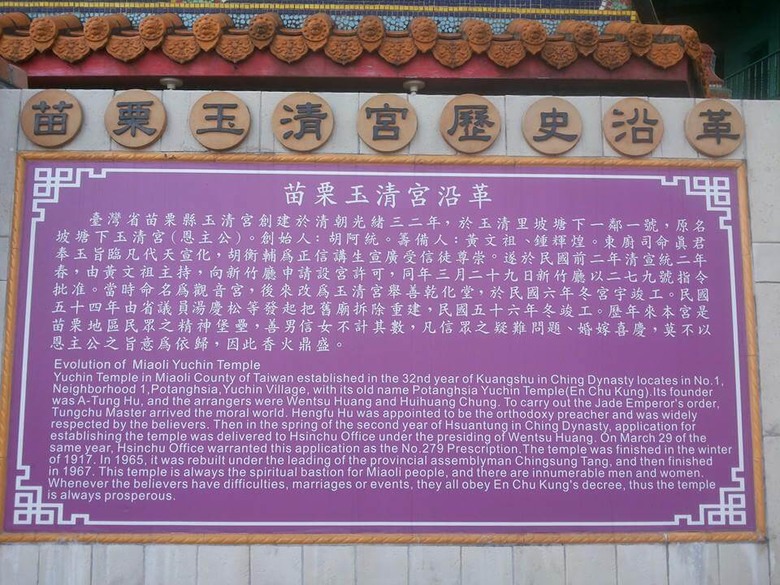 苗栗玉清宮歷史沿革
苗栗玉清宮沿革
臺灣省苗栗縣玉清宮創建於清朝光緒三二年，於玉清里坡塘下一鄰一號，原名
坡塘下玉清宮(恩主公)。創始人：胡阿統。籌備人：黃文祖、鍾輝煌。東廟司命眞君
奉玉旨臨凡代天宣化，胡衡輔為正信講生宣廣受信徒尊崇。遂於民國前二年清宣統二年
春，由黃文祖主持，向新竹廳申請設宮許可，同年三月二十九日新竹廳以二七九號指令
批准。當時命名為觀音宮，後來改爲玉清宮舉善乾化堂，於民國六年冬宮宇竣工。民國
五十四年由省議員湯慶松等發起把舊廟拆除重建，民國五十六年冬竣工。歷年來本宮是
苗栗地區民眾之精神堡壘，善男信女不計其數，凡信眾之疑難問題、婚嫁喜慶，莫不以
恩主公之旨意為依歸，因此香火鼎盛。
Evolution of Miaoli Yuchin Temple
Yuchin Temple in Miaoli County of Taiwan established in the 32nd year of Kuangshu in Ching Dynasty locates in No.1,
Neighborhood 1,Potanghsia,Yuchin Village, with its old name Potanghsia Yuchin Temple(En Chu Kung).Its founder
was A-Tung Hu, and the arrangers were Wentsu Huang and Huihuang Chung. To carry out the Jade Emperor's order,
Tungchu Master arrived the moral world. Hengfu Hu was appointed to be the orthodoxy preacher and was widely
respected by the believers. Then in the spring of the second year of Hsuantung in Ching Dynasty, application for
establishing the temple was delivered to Hsinchu Office under the presiding of Wentsu Huang. On March 29 of the
same year, Hsinchu Office warranted this application as the No.279 Prescription.The temple was finished in the winter
of 1917. In 1965, it was rebuilt under the leading of the provincial assemblyman Chingsung Tang, and then finished
in 1967. This temple is always the spiritual bastion for Miaoli people, and there are innumerable men and women.
Whenever the believers have difficulties, marriages or events, they all obey En Chu Kung's decree, thus the temple
is always prosperous.